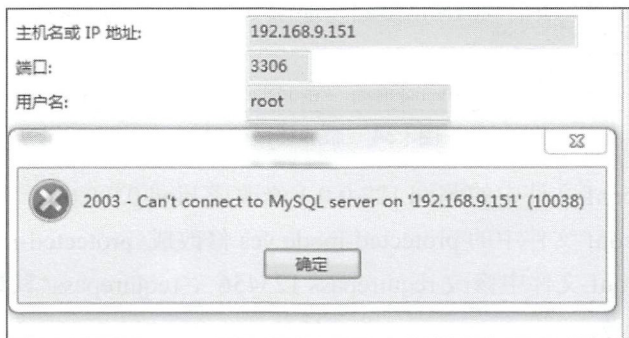 主机名或 IP 地址:
192.168.9.151
端口:
3306
用户名:
root
2003 - Can't connect to MySQL server on '192.168.9.151' (10038)
确定